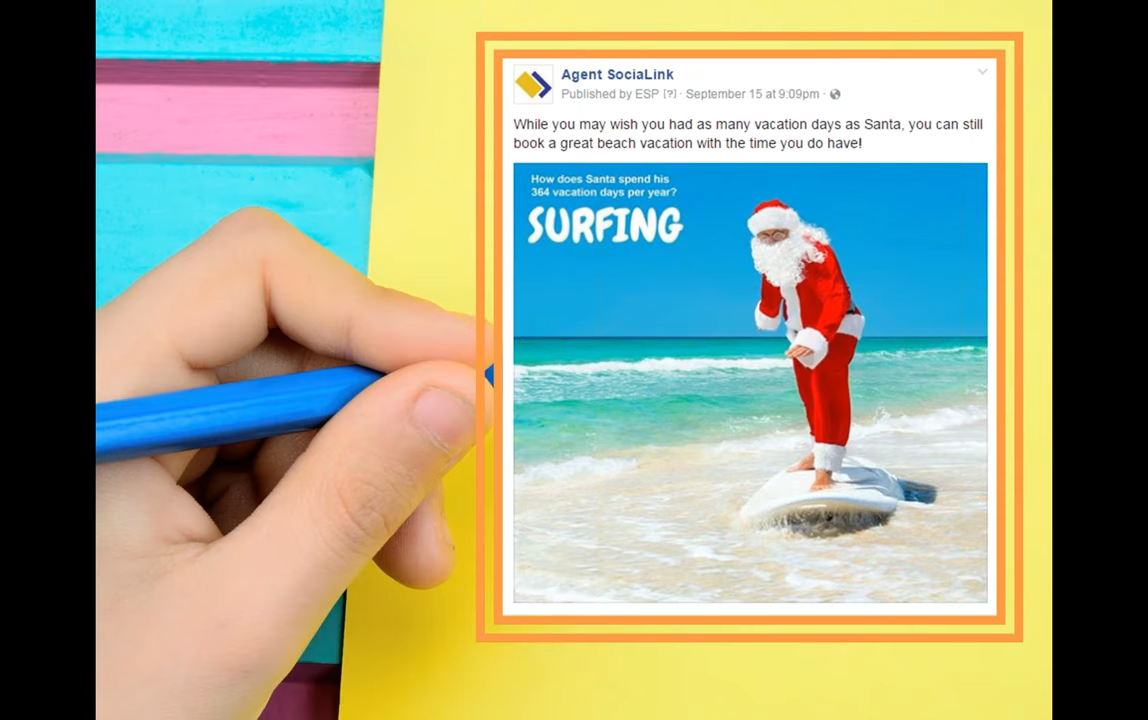 Agent SociaLink
Published by ESP [?] · September 15 at 9:09pm ·
While you may wish you had as many vacation days as Santa, you can still
book a great beach vacation with the time you do have!
How does Santa spend his
364 vacation days per year?
SURFING